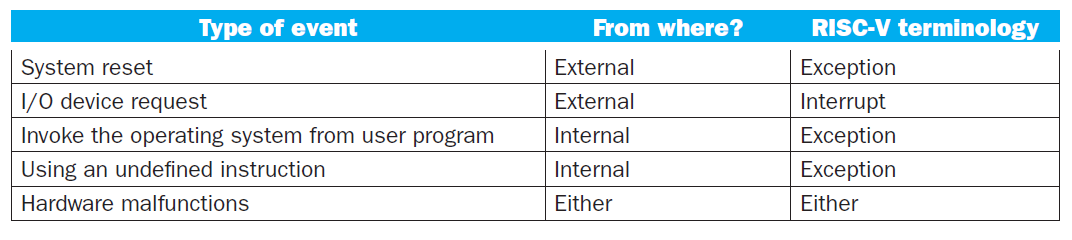 Type of event From where? RISC-V terminology
System reset External Exception
I/O device request External Interrupt
Invoke the operating system from user program Internal Exception
Using an undefined instruction Internal Exception
Hardware malfunctions Either Either